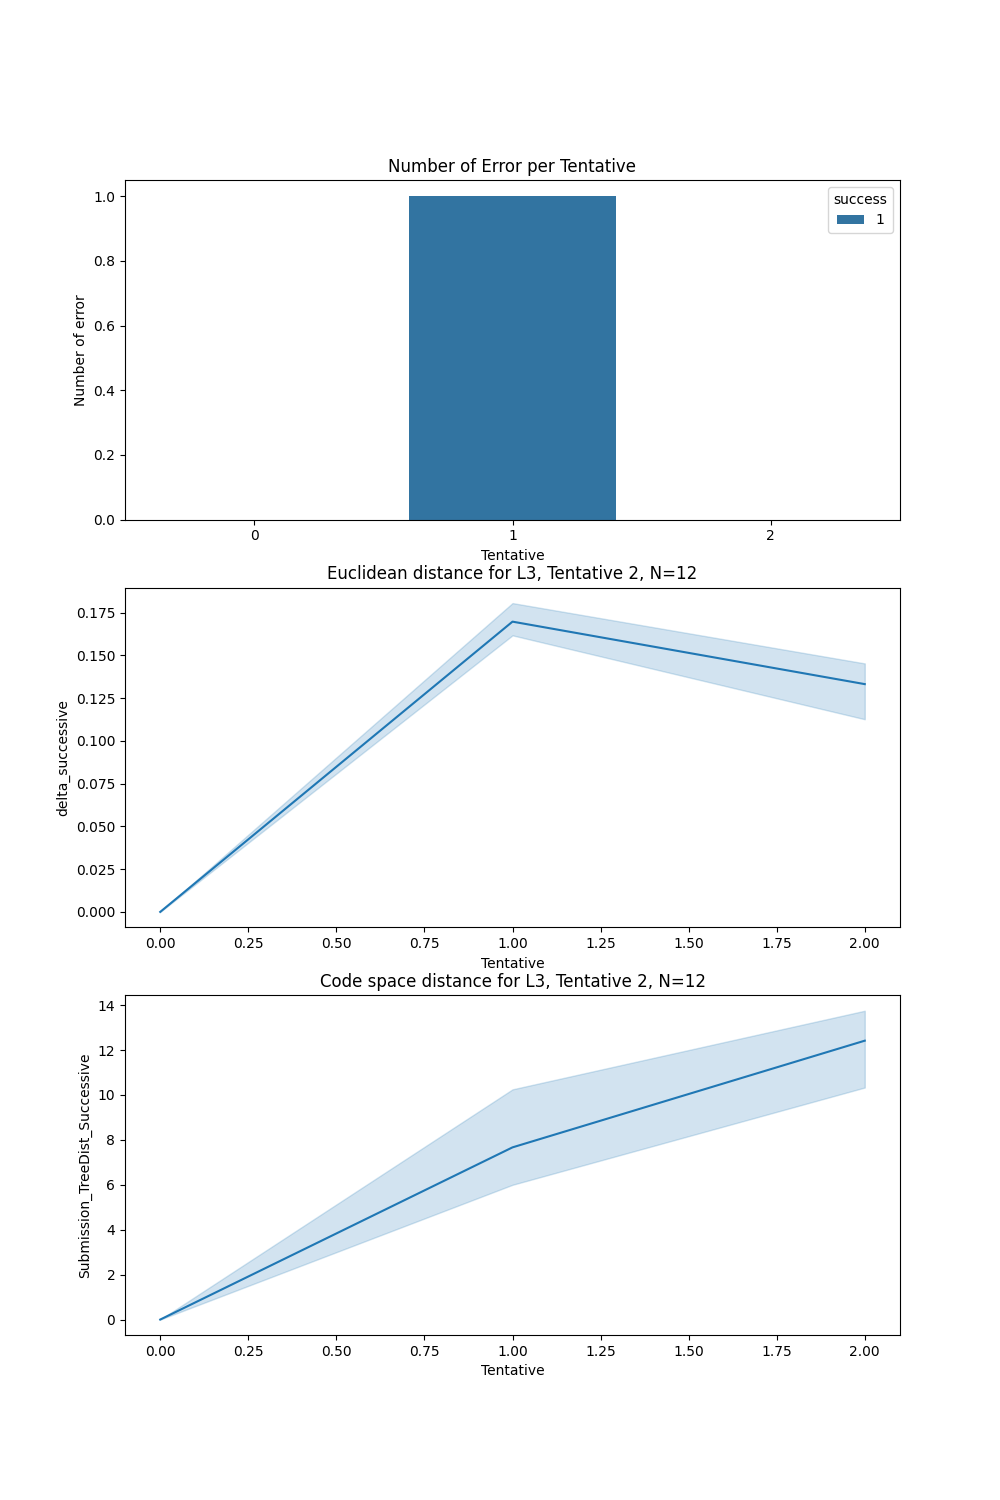 Number of Error per Tentative
success
1
1.0
0.8
0.6
0.4
0.2
0.0
Number of error
0 1 2
Tentative
Euclidean distance for L3, Tentative 2, N=12
0.175
0.150
0.125
0.100
0.075
0.050
0.025
0.000
delta_successive
0.00 0.25 0.50 0.75 1.00 1.25 1.50 1.75 2.00
Tentative
Code space distance for L3, Tentative 2, N=12
14
12
10
8
6
4
2
0
Submission_TreeDist_Successive
0.00 0.25 0.50 0.75 1.00 1.25 1.50 1.75 2.00
Tentative